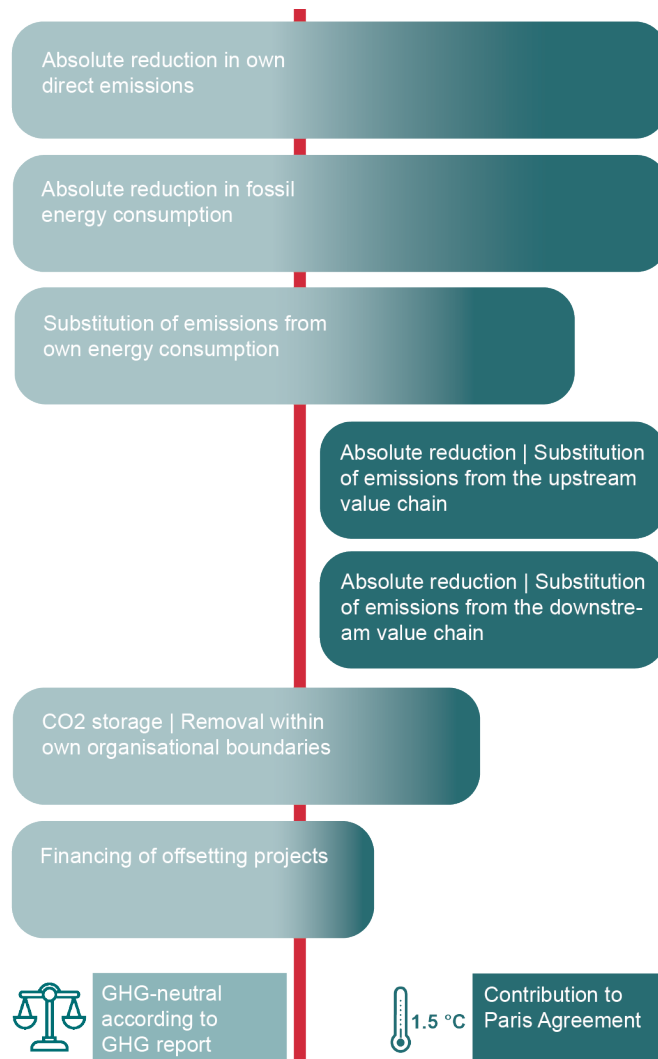 Absolute reduction in own
direct emissions
Absolute reduction in fossil
energy consumption
Substitution of emissions from
own energy consumption
Absolute reduction | Substitution
of emissions from the upstream
value chain
Absolute reduction | Substitution
of emissions from the downstre-
am value chain
CO2 storage | Removal within
own organisational boundaries
Financing of offsetting projects
GHG-neutral
according to
GHG report
1.5 °C
Contribution to
Paris Agreement